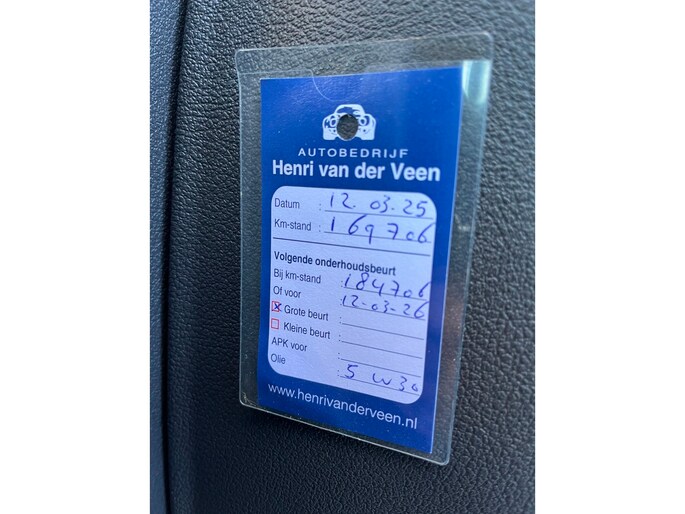 AUTOBEDRIJF
Henri van der Veen
Datum : 12.03.25
Km-stand : 169706
Volgende onderhoudsbeurt
Bij km-stand : 184706
Of voor : 12-03-26
☒ Grote beurt :
☐ Kleine beurt :
APK voor :
Olie : 5 W30
www.henrivanderveen.nl